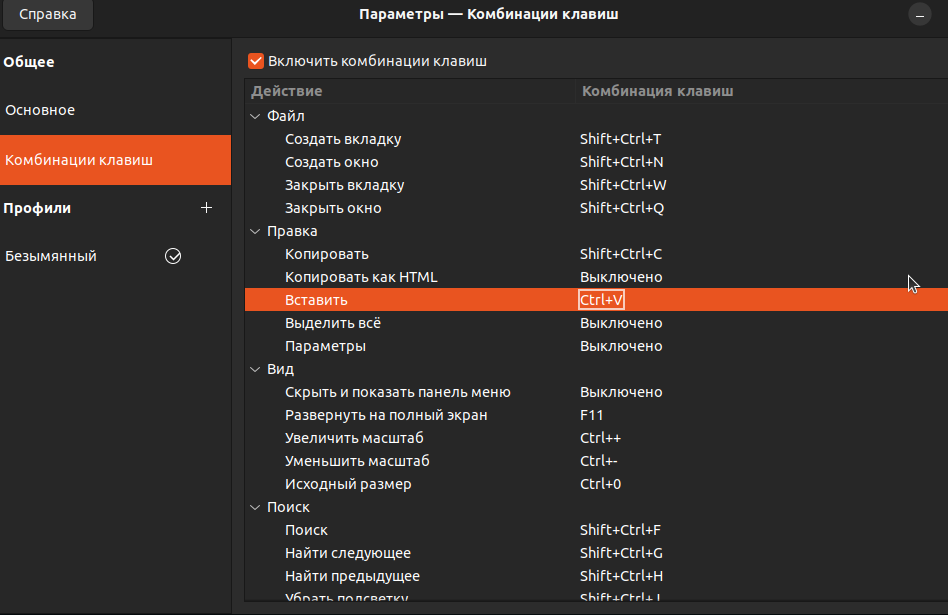 Справка
Параметры — Комбинации клавиш
Общее
Основное
Комбинации клавиш
Профили
Безымянный
Включить комбинации клавиш
Действие Комбинация клавиш
Файл
Создать вкладку Shift+Ctrl+T
Создать окно Shift+Ctrl+N
Закрыть вкладку Shift+Ctrl+W
Закрыть окно Shift+Ctrl+Q
Правка
Копировать Shift+Ctrl+C
Копировать как HTML Выключено
Вставить Ctrl+V
Выделить всё Выключено
Параметры Выключено
Вид
Скрыть и показать панель меню Выключено
Развернуть на полный экран F11
Увеличить масштаб Ctrl++
Уменьшить масштаб Ctrl+-
Исходный размер Ctrl+0
Поиск
Поиск Shift+Ctrl+F
Найти следующее Shift+Ctrl+G
Найти предыдущее Shift+Ctrl+H
Убрать подсветку Shift+Ctrl+J